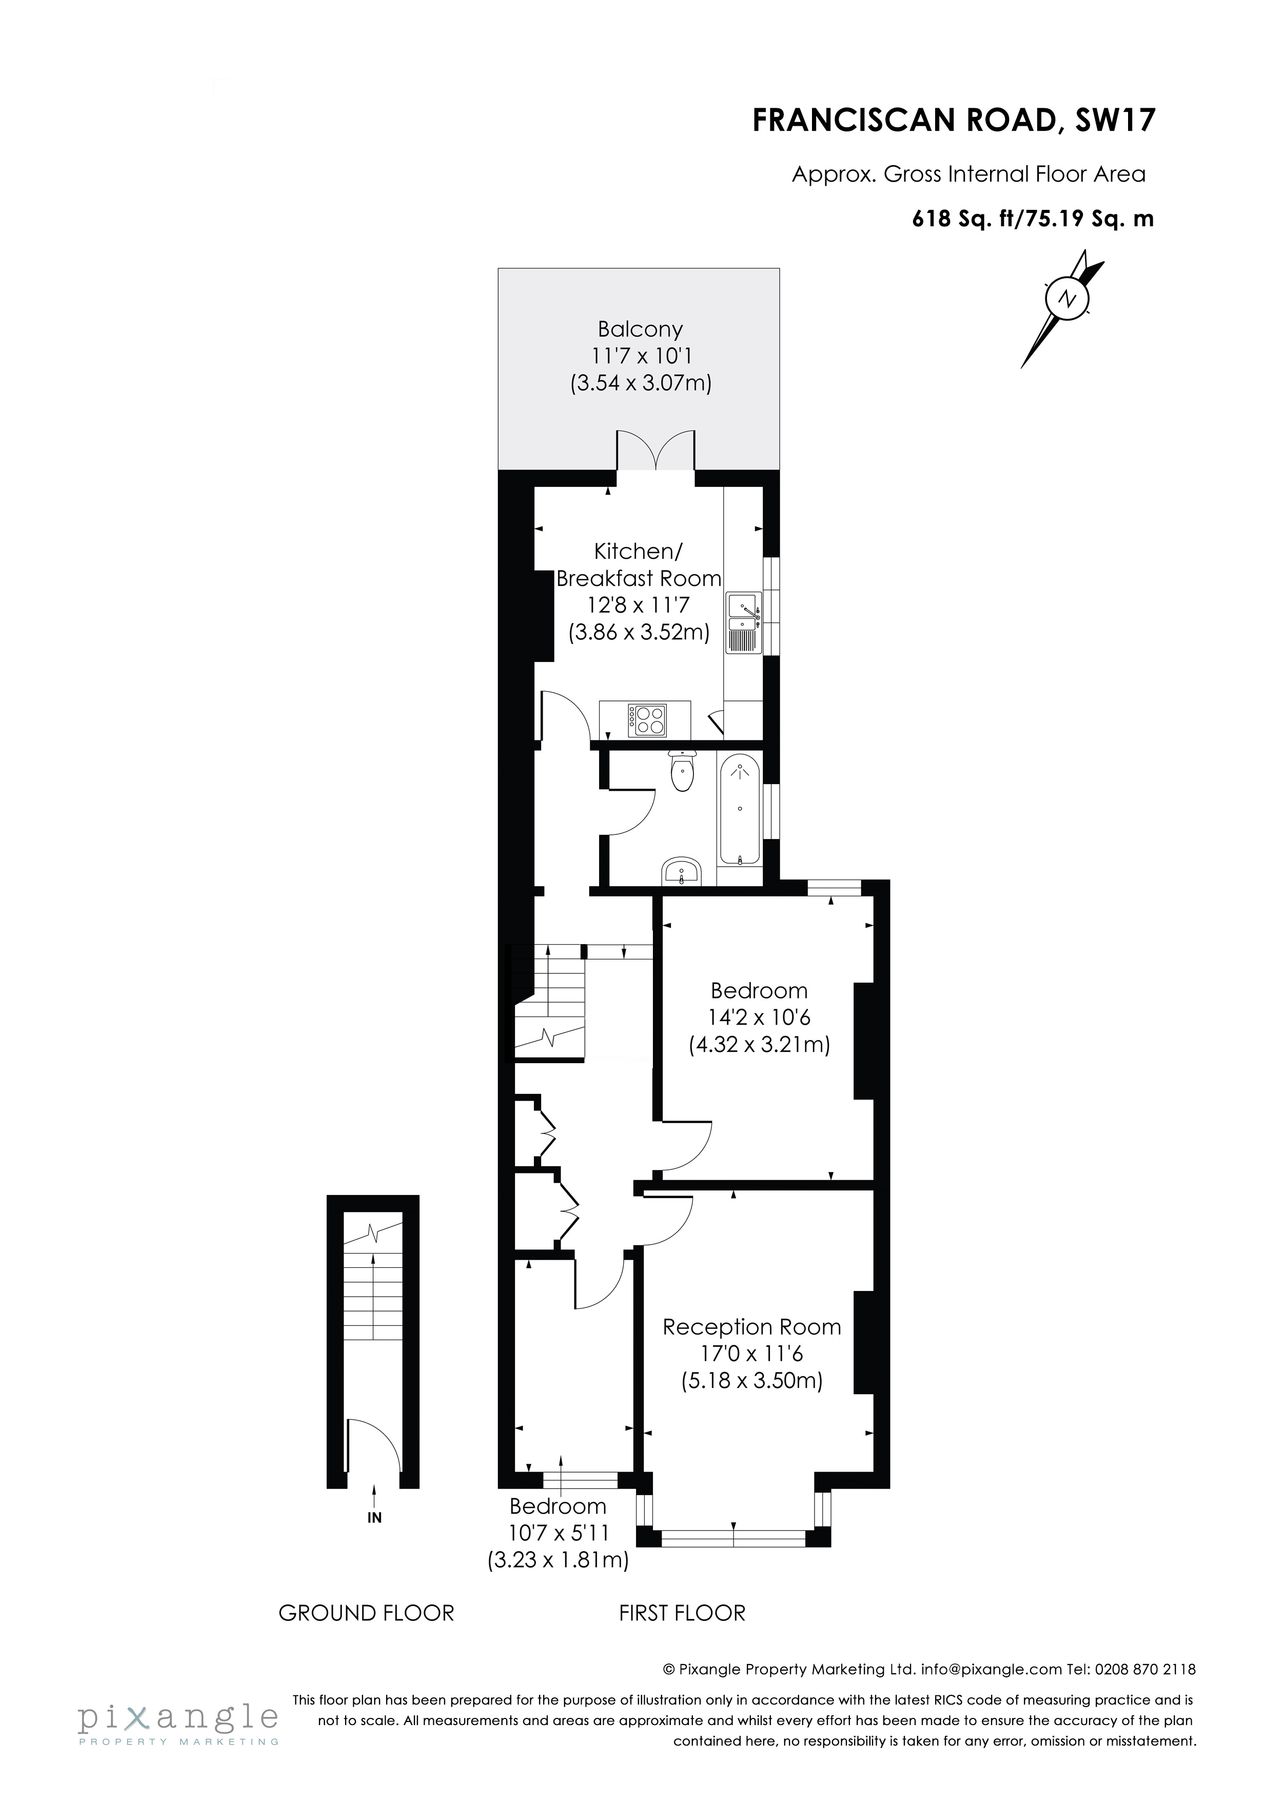 FRANCISCAN ROAD, SW17
Approx. Gross Internal Floor Area
618 Sq. ft/75.19 Sq. m
N
Balcony
11'7 x 10'1
(3.54 x 3.07m)
Kitchen/
Breakfast Room
12'8 x 11'7
(3.86 x 3.52m)
Bedroom
14'2 x 10'6
(4.32 x 3.21m)
Reception Room
17'0 x 11'6
(5.18 x 3.50m)
Bedroom
10'7 x 5'11
(3.23 x 1.81m)
IN
GROUND FLOOR
FIRST FLOOR
© Pixangle Property Marketing Ltd. info@pixangle.com Tel: 0208 870 2118
This floor plan has been prepared for the purpose of illustration only in accordance with the latest RICS code of measuring practice and is
not to scale. All measurements and areas are approximate and whilst every effort has been made to ensure the accuracy of the plan
contained here, no responsibility is taken for any error, omission or misstatement.
pixangle
PROPERTY MARKETING